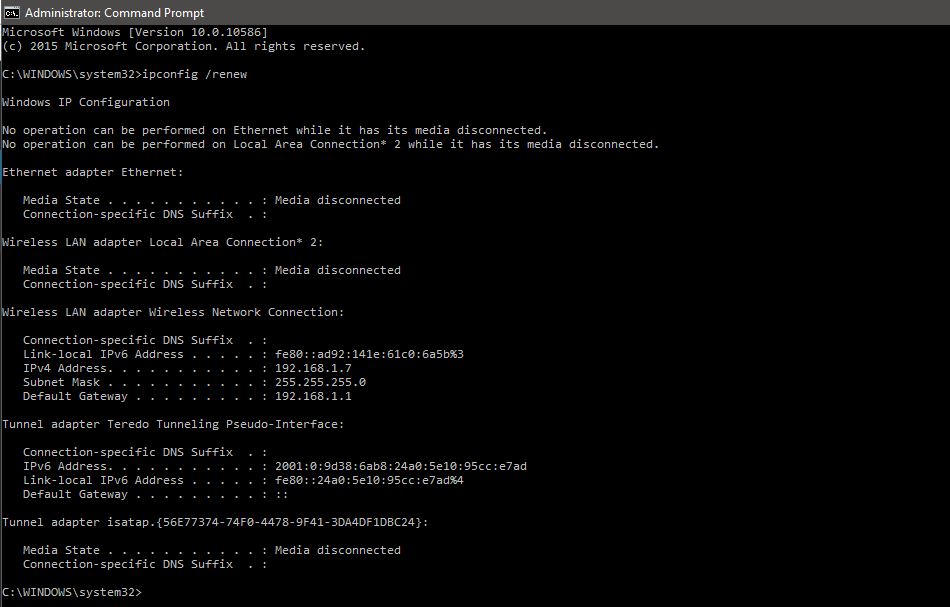 Administrator: Command Prompt
Microsoft Windows [Version 10.0.10586]
(c) 2015 Microsoft Corporation. All rights reserved.
C:\WINDOWS\system32>ipconfig /renew
Windows IP Configuration
No operation can be performed on Ethernet while it has its media disconnected.
No operation can be performed on Local Area Connection* 2 while it has its media disconnected.
Ethernet adapter Ethernet:
   Media State . . . . . . . . . . . : Media disconnected
   Connection-specific DNS Suffix  . :
Wireless LAN adapter Local Area Connection* 2:
   Media State . . . . . . . . . . . : Media disconnected
   Connection-specific DNS Suffix  . :
Wireless LAN adapter Wireless Network Connection:
   Connection-specific DNS Suffix  . :
   Link-local IPv6 Address . . . . . : fe80::ad92:141e:61c0:6a5b%3
   IPv4 Address. . . . . . . . . . . : 192.168.1.7
   Subnet Mask . . . . . . . . . . . : 255.255.255.0
   Default Gateway . . . . . . . . . : 192.168.1.1
Tunnel adapter Teredo Tunneling Pseudo-Interface:
   Connection-specific DNS Suffix  . :
   IPv6 Address. . . . . . . . . . . : 2001:0:9d38:6ab8:24a0:5e10:95cc:e7ad
   Link-local IPv6 Address . . . . . : fe80::24a0:5e10:95cc:e7ad%4
   Default Gateway . . . . . . . . . : ::
Tunnel adapter isatap.{56E77374-74F0-4478-9F41-3DA4DF1DBC24}:
   Media State . . . . . . . . . . . : Media disconnected
   Connection-specific DNS Suffix  . :
C:\WINDOWS\system32>